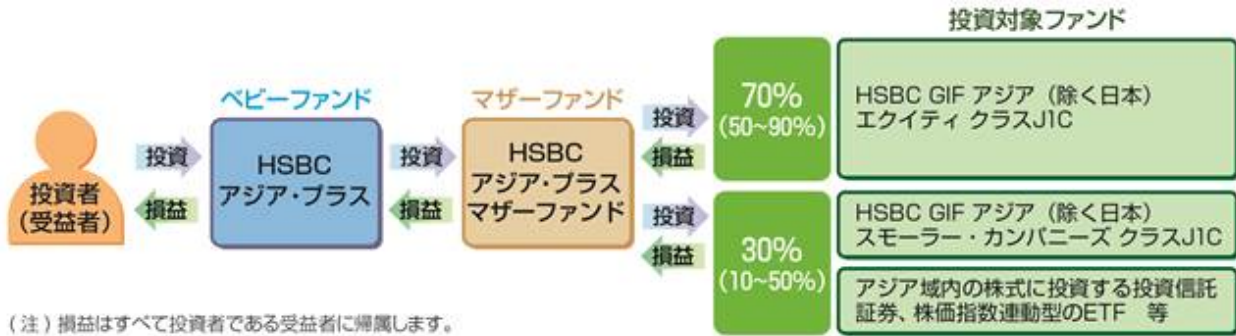 投資対象ファンド
ベビーファンド
マザーファンド
投資者
(受益者)
投資
損益
HSBC
アジア・プラス
投資
損益
HSBC
アジア・プラス
マザーファンド
投資
損益
70%
(50~90%)
HSBC GIF アジア（除く日本）
エクイティ クラスJ1C
投資
損益
30%
(10~50%)
HSBC GIF アジア（除く日本）
スモーラー・カンパニーズ クラスJ1C
アジア域内の株式に投資する投資信託
証券、株価指数連動型のETF 等
(注) 損益はすべて投資者である受益者に帰属します。